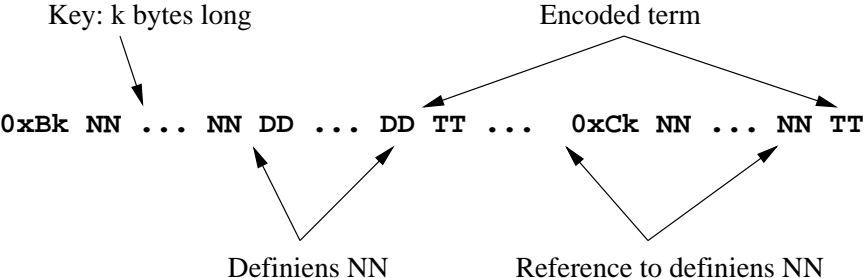 Key: k bytes long Encoded term
0xBk NN ... NN DD ... DD TT ... 0xCk NN ... NN TT
Definiens NN Reference to definiens NN